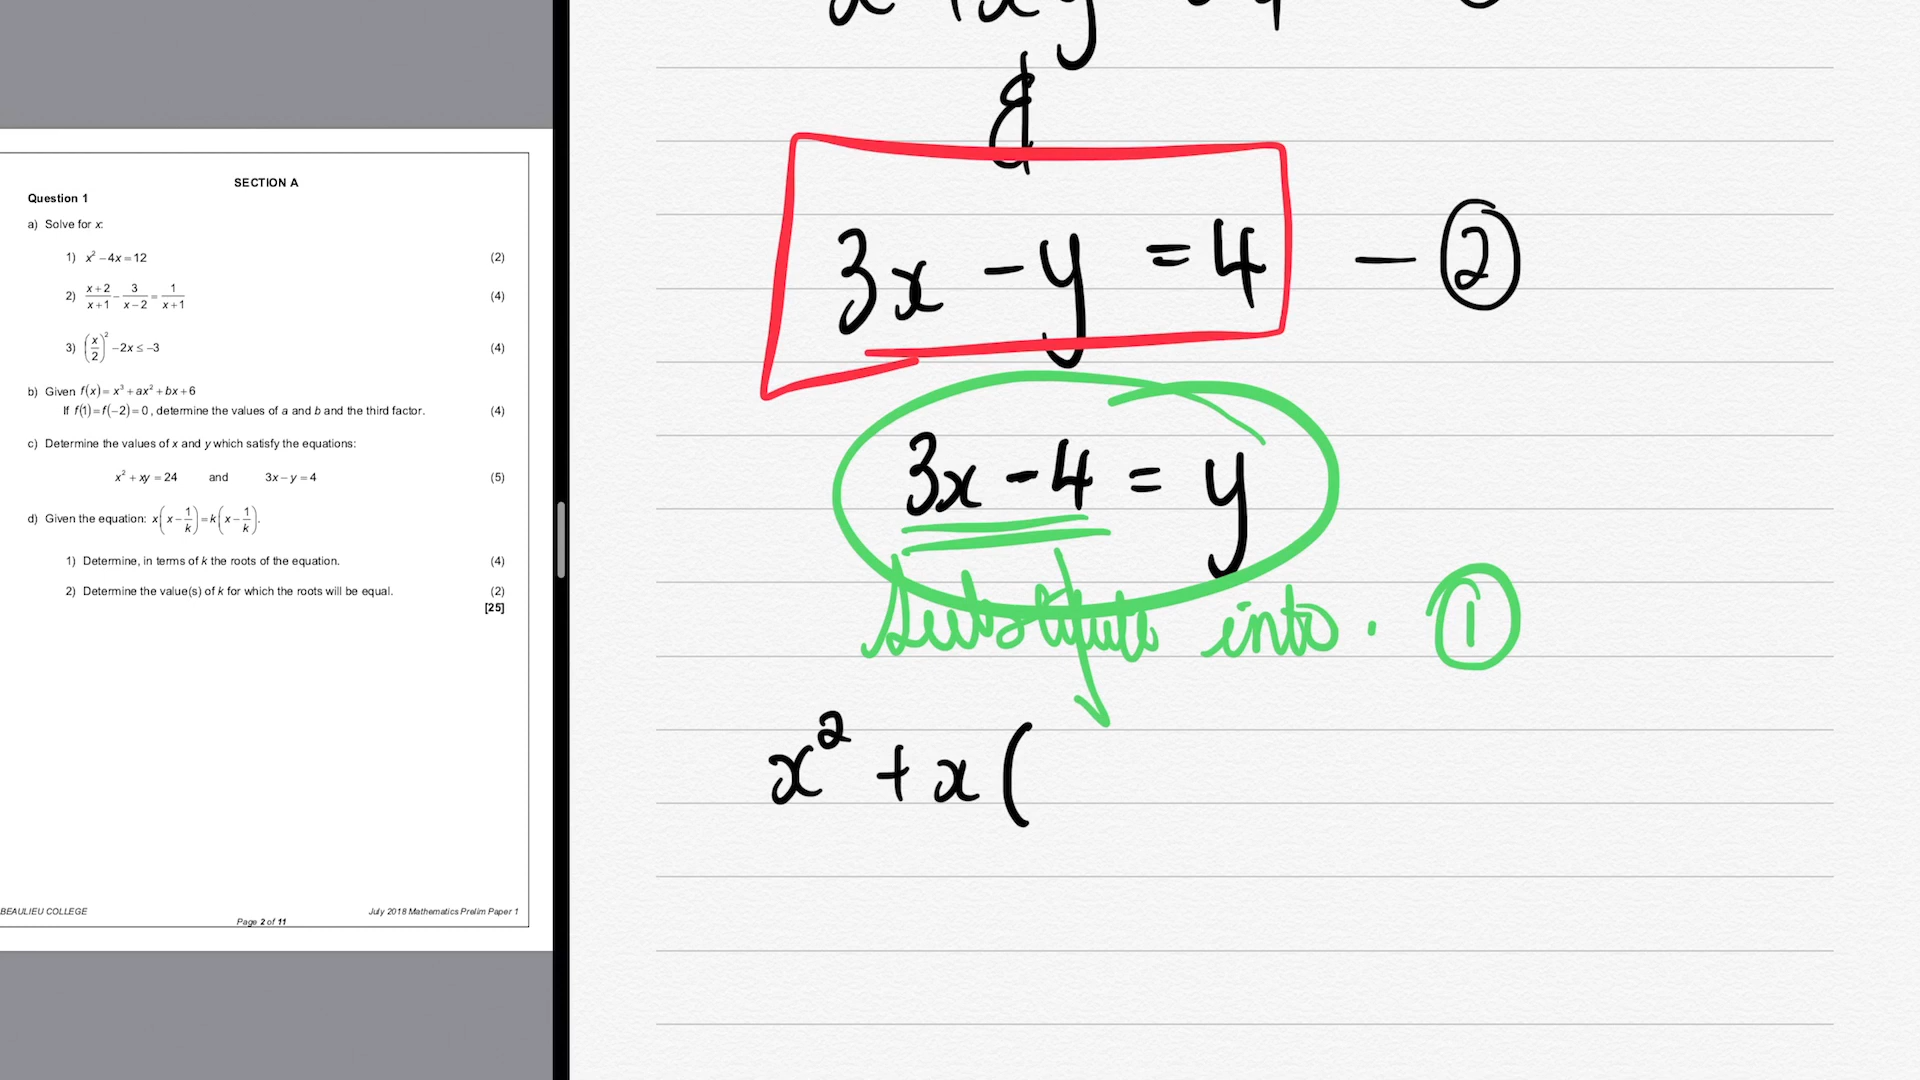 SECTION A
Question 1
a) Solve for x:
1) x² – 4x = 12 (2)
2) (x+2)/(x+1) – 3/(x–2) = 1/(x+1) (4)
3) (x/2)² – 2x ≤ –3 (4)
b) Given f(x) = x³ + ax² + bx + 6
If f(1) = f(–2) = 0, determine the values of a and b and the third factor. (4)
c) Determine the values of x and y which satisfy the equations:
x² + xy = 24 and 3x – y = 4 (5)
d) Given the equation: x(x – 1/k) = k(x – 1/k).
1) Determine, in terms of k the roots of the equation. (4)
2) Determine the value(s) of k for which the roots will be equal. (2)
[25]
BEAULIEU COLLEGE July 2018 Mathematics Prelim Paper 1
Page 2 of 11
&
3x – y = 4 – ②
3x – 4 = y
Substitute into. ①
x² + x (